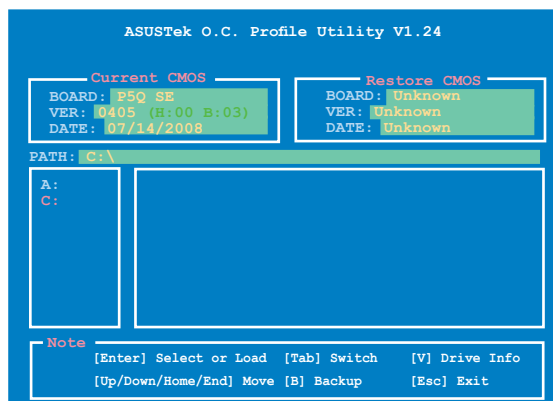 ASUSTek O.C. Profile Utility V1.24
Current CMOS
BOARD: P5Q SE
VER: 0405 (H:00 B:03)
DATE: 07/14/2008
Restore CMOS
BOARD: Unknown
VER: Unknown
DATE: Unknown
PATH: C:\
A:
C:
Note
[Enter] Select or Load [Tab] Switch [V] Drive Info
[Up/Down/Home/End] Move [B] Backup [Esc] Exit